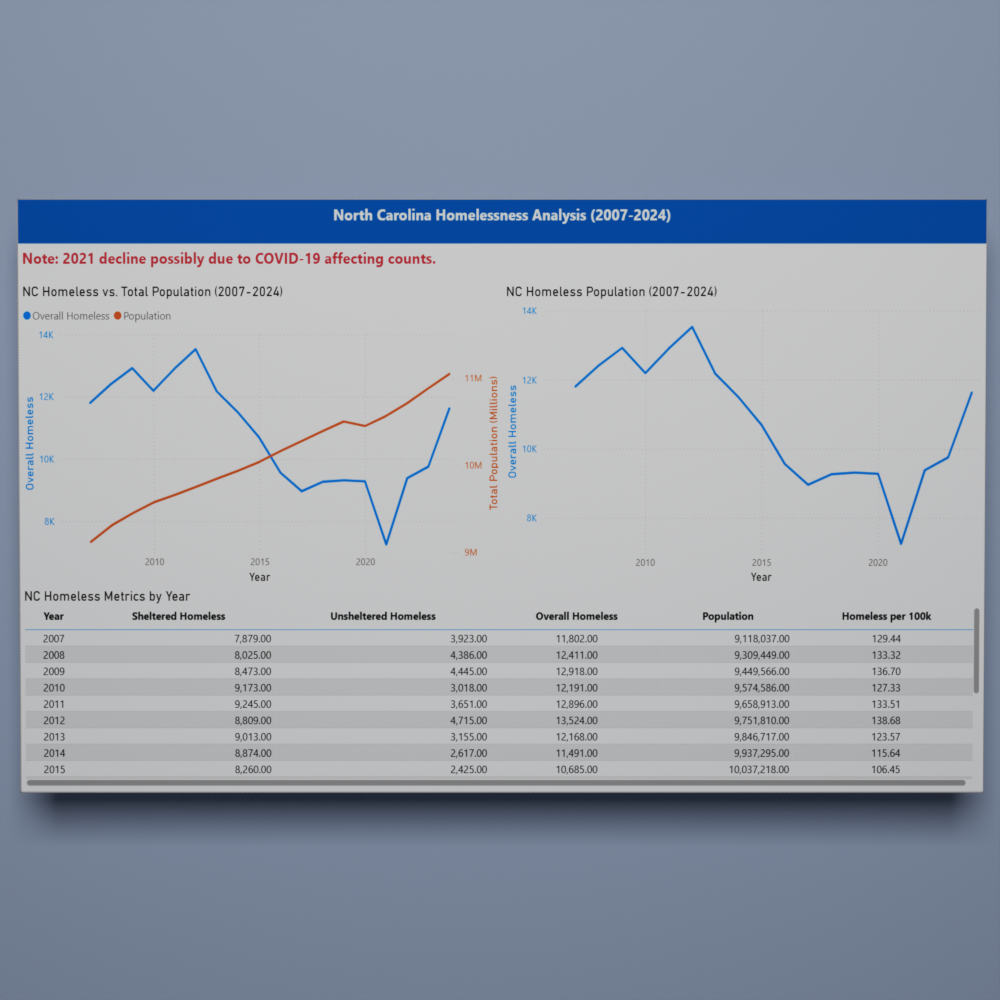 North Carolina Homelessness Analysis (2007-2024)
Note: 2021 decline possibly due to COVID-19 affecting counts.
NC Homeless vs. Total Population (2007-2024)
Overall Homeless Population
14K
12K
10K
8K
Overall Homeless
11M
10M
9M
Total Population (Millions)
2010 2015 2020
Year
NC Homeless Population (2007-2024)
14K
12K
10K
8K
Overall Homeless
2010 2015 2020
Year
NC Homeless Metrics by Year
Year Sheltered Homeless Unsheltered Homeless Overall Homeless Population Homeless per 100k
2007 7,879.00 3,923.00 11,802.00 9,118,037.00 129.44
2008 8,025.00 4,386.00 12,411.00 9,309,449.00 133.32
2009 8,473.00 4,445.00 12,918.00 9,449,566.00 136.70
2010 9,173.00 3,018.00 12,191.00 9,574,586.00 127.33
2011 9,245.00 3,651.00 12,896.00 9,658,913.00 133.51
2012 8,809.00 4,715.00 13,524.00 9,751,810.00 138.68
2013 9,013.00 3,155.00 12,168.00 9,846,717.00 123.57
2014 8,874.00 2,617.00 11,491.00 9,937,295.00 115.64
2015 8,260.00 2,425.00 10,685.00 10,037,218.00 106.45